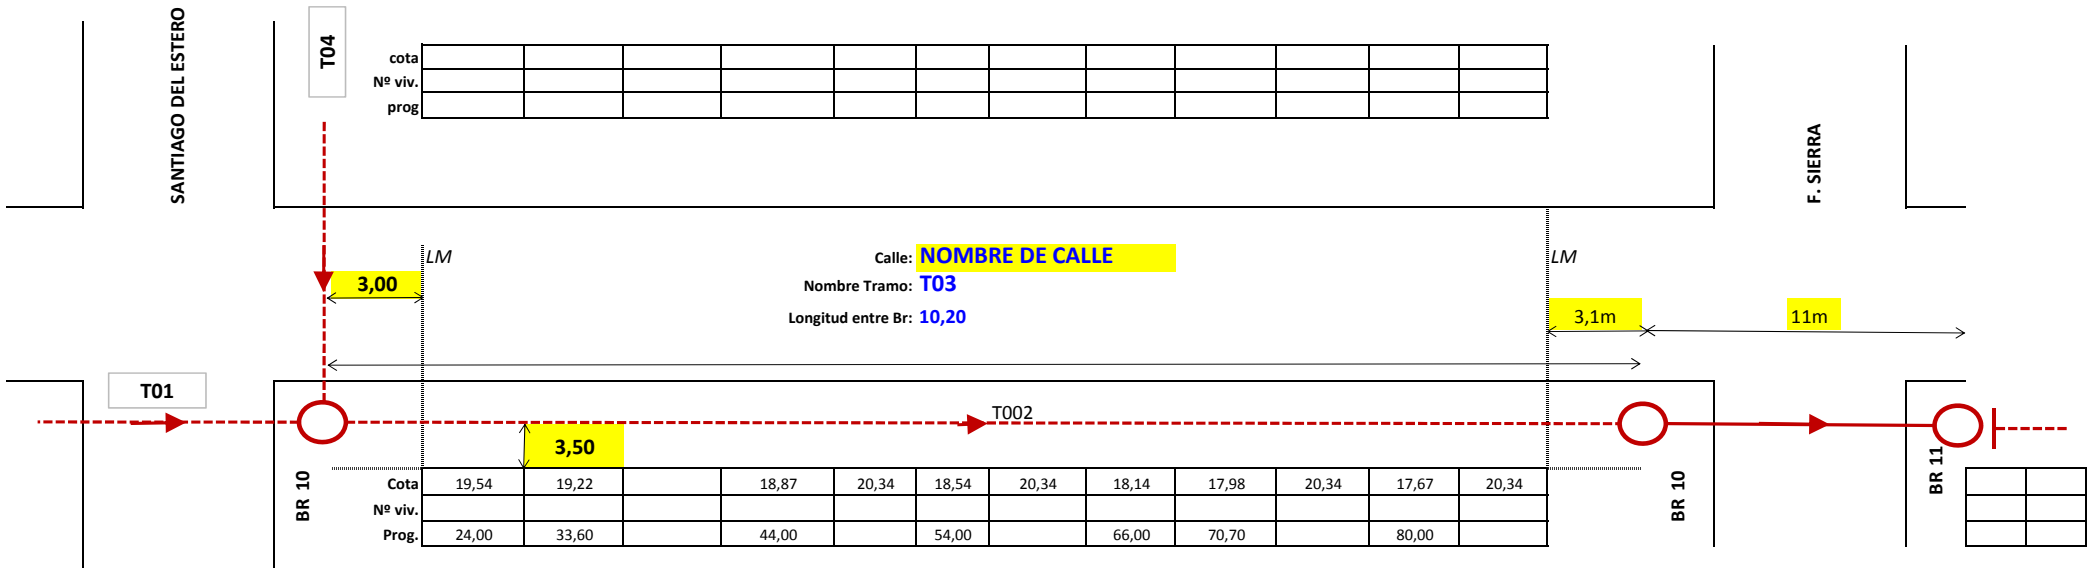 SANTIAGO DEL ESTERO
T04
cota
Nº viv.
prog
F. SIERRA
LM
Calle: NOMBRE DE CALLE
LM
3,00
Nombre Tramo: T03
Longitud entre Br: 10,20
3,1m
11m
T01
T002
3,50
BR 10
Cota 19,54 19,22 18,87 20,34 18,54 20,34 18,14 17,98 20,34 17,67 20,34
Nº viv.
Prog. 24,00 33,60 44,00 54,00 66,00 70,70 80,00
BR 10
BR 11